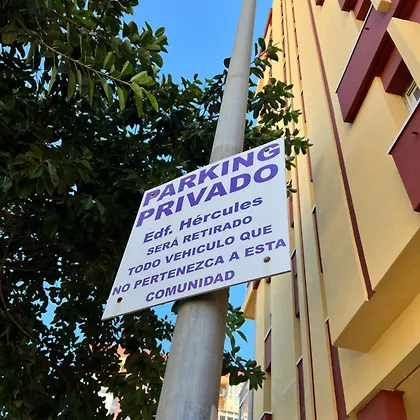 PARKING
PRIVADO
Edf. Hércules
SERÁ RETIRADO
TODO VEHICULO QUE
NO PERTENEZCA A ESTA
COMUNIDAD